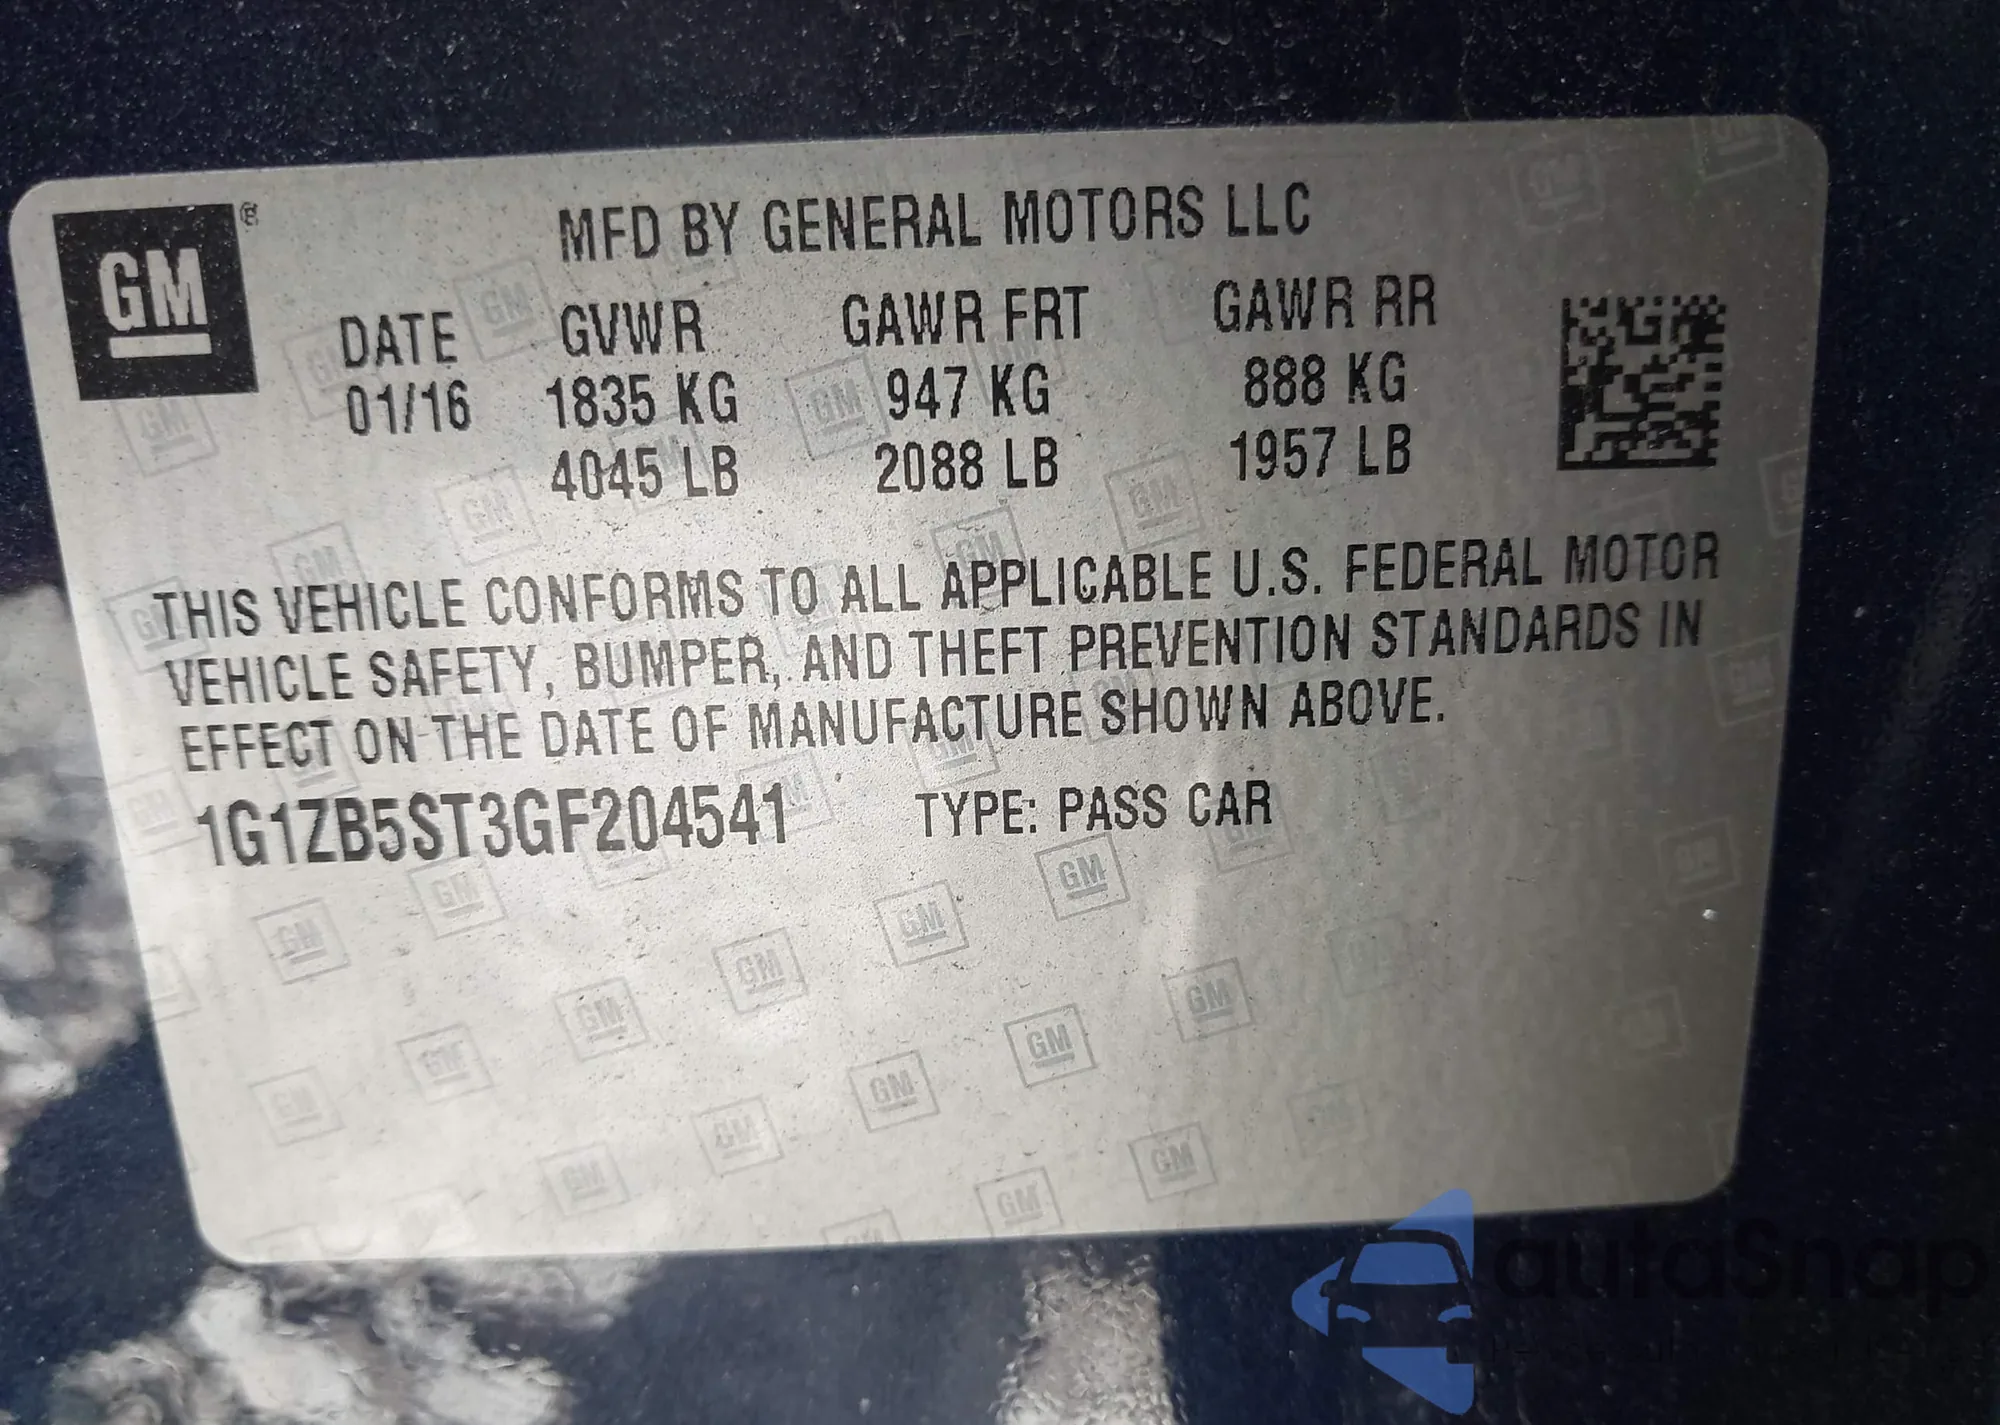 GM ®
MFD BY GENERAL MOTORS LLC
DATE GVWR GAWR FRT GAWR RR
01/16 1835 KG 947 KG 888 KG
4045 LB 2088 LB 1957 LB
THIS VEHICLE CONFORMS TO ALL APPLICABLE U.S. FEDERAL MOTOR
VEHICLE SAFETY, BUMPER, AND THEFT PREVENTION STANDARDS IN
EFFECT ON THE DATE OF MANUFACTURE SHOWN ABOVE.
1G1ZB5ST3GF204541 TYPE: PASS CAR
autaSnap